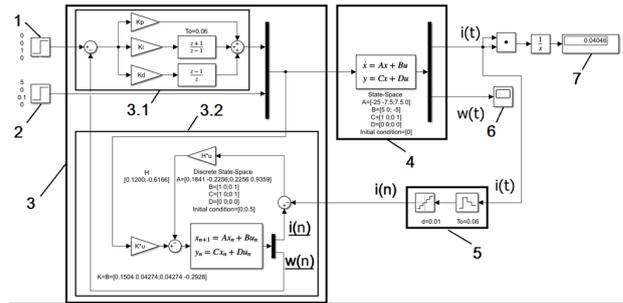 1
0
0
1
0
2
5
0
0.1
0
Kp
Ki
Kd
To=0.06
z+1
z-1
z-1
z
3.1
3.2
3
ẋ = Ax + Bu
y = Cx + Du
State-Space
A=[-25 -7.5;7.5 0]
B=[5 0; -5]
C=[1 0;0 1]
D=[0 0;0 0]
Initial condition=[0]
4
i(t)
1
s
0.04046
7
w(t)
6
i(t)
i(n)
d=0.01
To=0.06
5
H
[0.1200;-0.6166]
H*u
Discrete State-Space
A=[0.1841 -0.2256;0.2256 0.9359]
B=[1 0;0 1]
C=[1 0;0 1]
D=[0 0;0 0]
Initial condition=[0;0.5]
K*u
xn+1 = Axn + Bun
yn = Cxn + Dun
i(n)
w(n)
K=B=[0.1504 0.04274;0.04274 -0.2928]